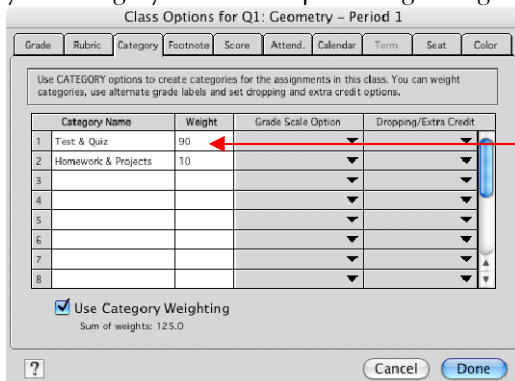 Class Options for Q1: Geometry – Period 1
Grade Rubric Category Footnote Score Attend. Calendar Term Seat Color
Use CATEGORY options to create categories for the assignments in this class. You can weight
categories, use alternate grade labels and set dropping and extra credit options.
Category Name Weight Grade Scale Option Dropping/Extra Credit
1 Test & Quiz 90
2 Homework & Projects 10
3
4
5
6
7
8
Use Category Weighting
Sum of weights: 125.0
? Cancel Done